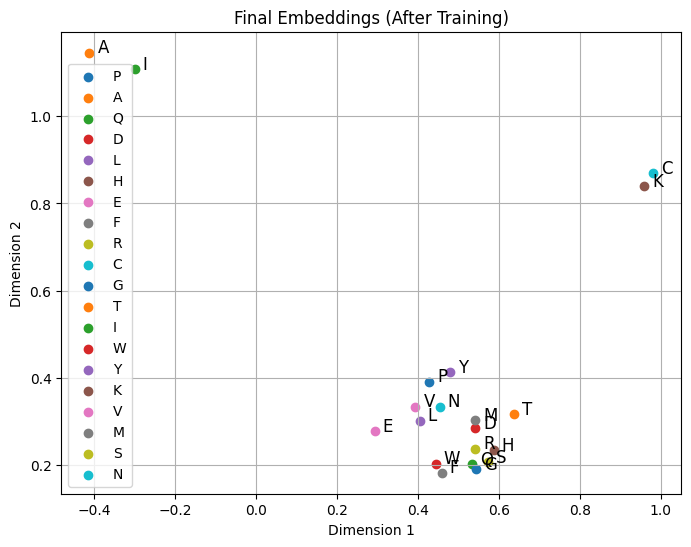 Final Embeddings (After Training)
A
I
P
A
Q
D
L
H
E
F
R
C
G
T
I
W
Y
K
V
M
S
N
C
K
Y
P
V
N
L
M
D
T
E
R
H
W
Q
S
G
F
1.0
0.8
0.6
0.4
0.2
Dimension 2
−0.4
−0.2
0.0
0.2
0.4
0.6
0.8
1.0
Dimension 1